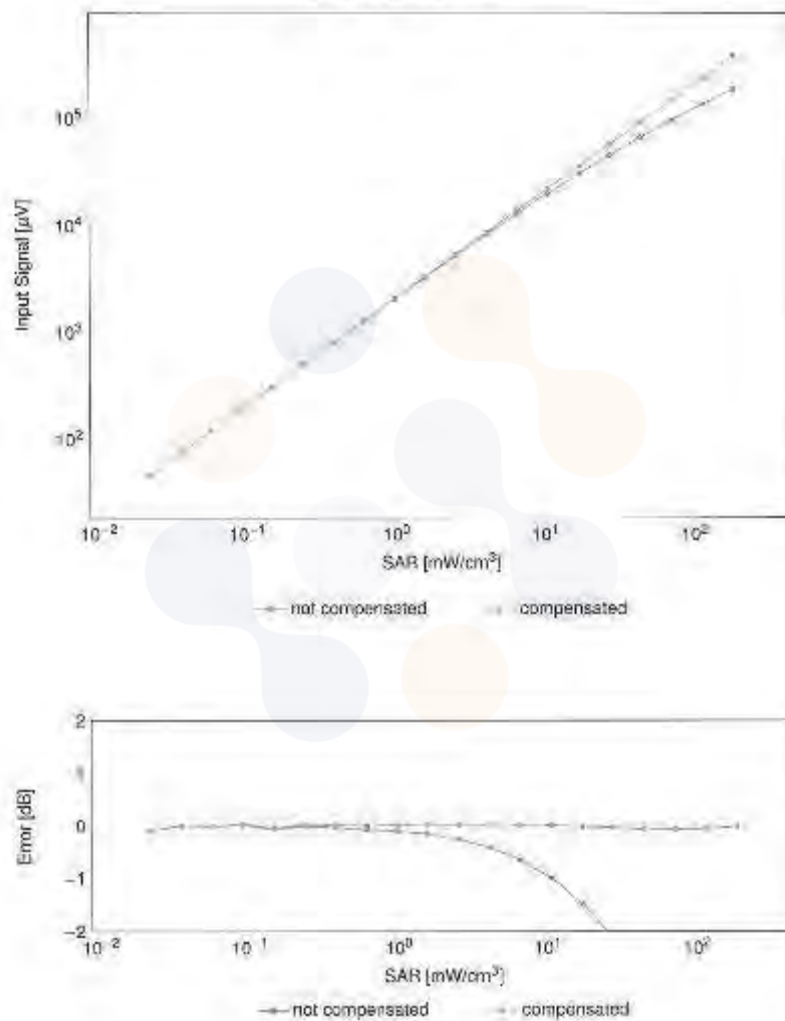 10⁵
10⁴
10³
10²
Input Signal [µV]
10⁻² 10⁻¹ 10⁰ 10¹ 10²
SAR [mW/cm³]
not compensated compensated
2
1
0
−1
−2
Error [dB]
10⁻² 10⁻¹ 10⁰ 10¹ 10²
SAR [mW/cm³]
not compensated compensated